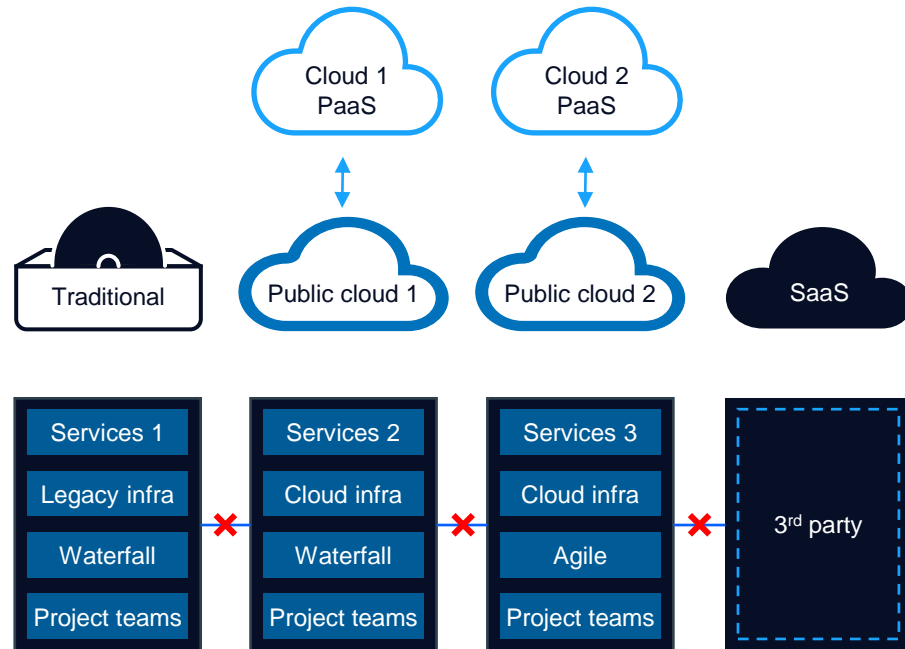 Cloud 1
PaaS
Cloud 2
PaaS
Traditional
Public cloud 1
Public cloud 2
SaaS
Services 1
Legacy infra
Waterfall
Project teams
Services 2
Cloud infra
Waterfall
Project teams
Services 3
Cloud infra
Agile
Project teams
3rd party